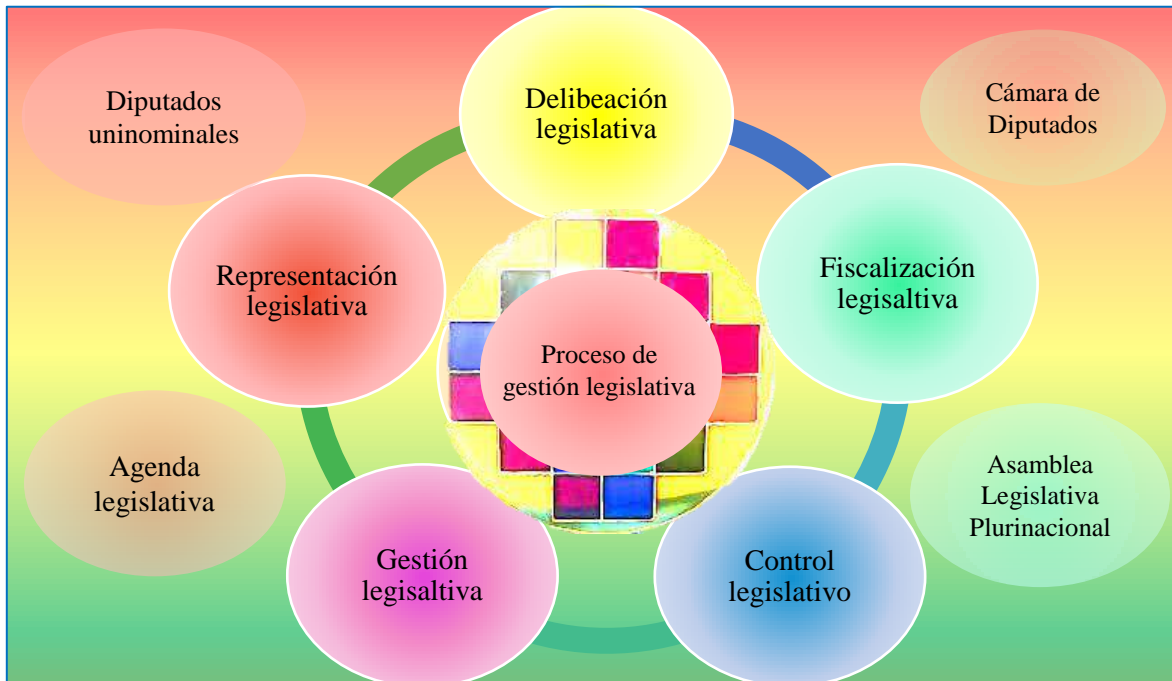 Diputados
uninominales
Delibeación
legislativa
Cámara de
Diputados
Representación
legislativa
Fiscalización
legisaltiva
Proceso de
gestión legislativa
Agenda
legislativa
Asamblea
Legislativa
Plurinacional
Gestión
legisaltiva
Control
legislativo